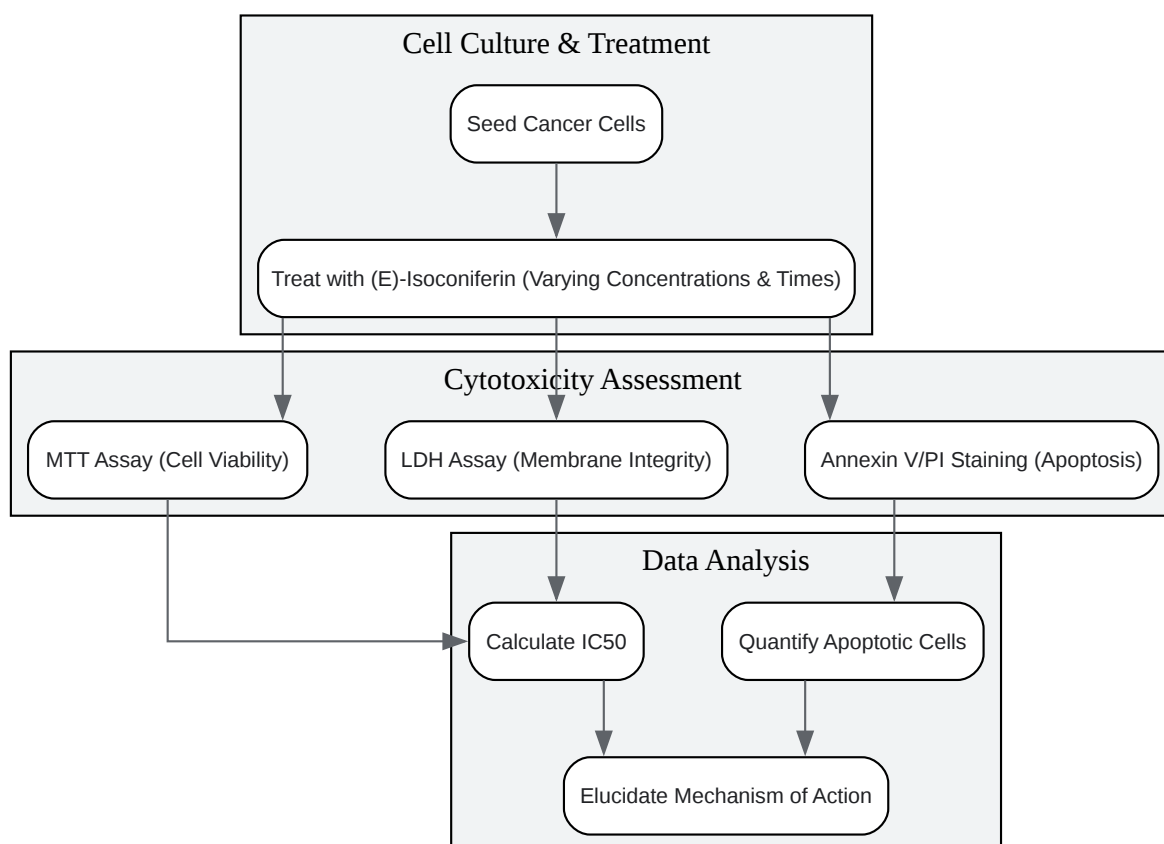 Cell Culture & Treatment
Seed Cancer Cells
Treat with (E)-Isoconiferin (Varying Concentrations & Times)
Cytotoxicity Assessment
MTT Assay (Cell Viability)
LDH Assay (Membrane Integrity)
Annexin V/PI Staining (Apoptosis)
Data Analysis
Calculate IC50
Quantify Apoptotic Cells
Elucidate Mechanism of Action